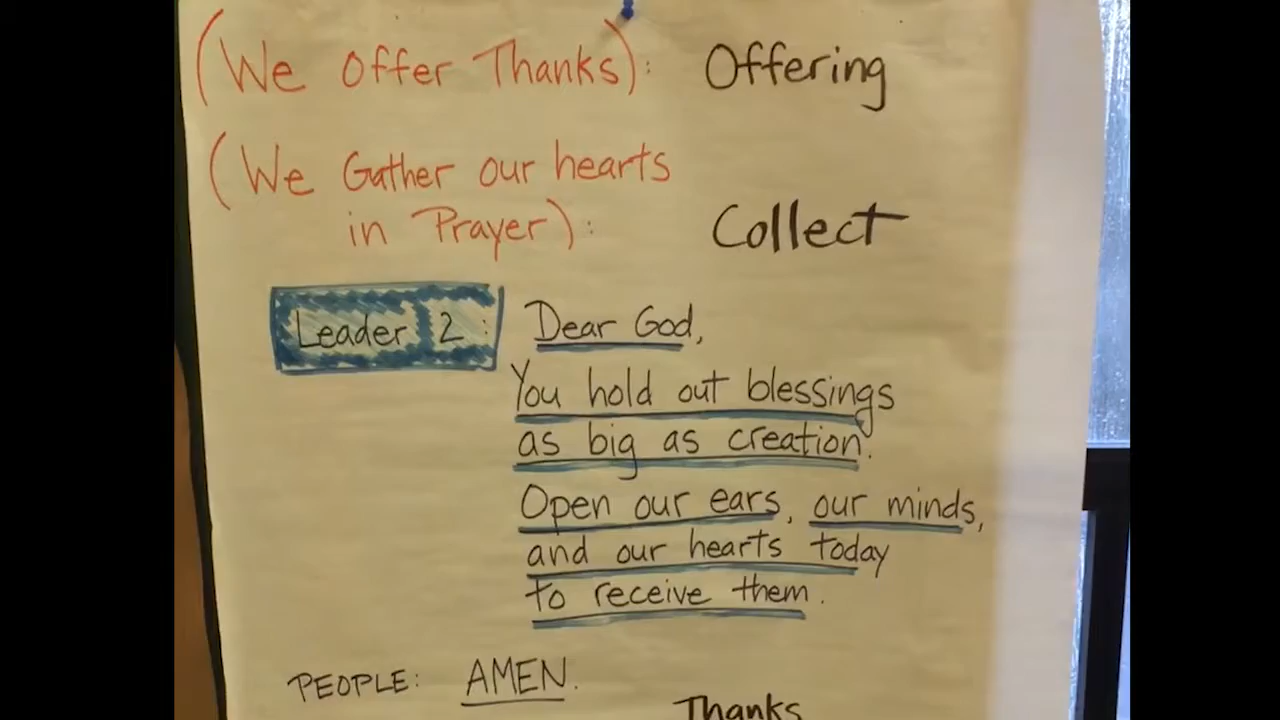 (We Offer Thanks): Offering
(We Gather our hearts
in Prayer): Collect
Leader 2: Dear God,
You hold out blessings
as big as creation.
Open our ears, our minds,
and our hearts today
to receive them.
PEOPLE: AMEN.
Thanks